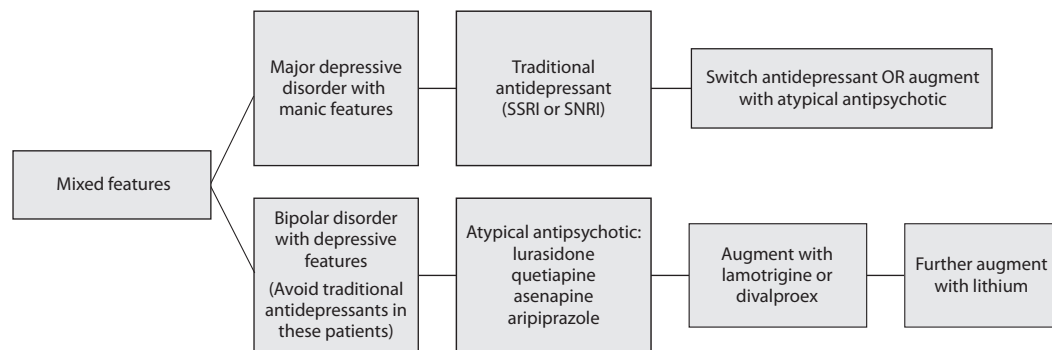 Mixed features
Major depressive
disorder with
manic features
Traditional
antidepressant
(SSRI or SNRI)
Switch antidepressant OR augment
with atypical antipsychotic
Bipolar disorder
with depressive
features
(Avoid traditional
antidepressants in
these patients)
Atypical antipsychotic:
lurasidone
quetiapine
asenapine
aripiprazole
Augment with
lamotrigine or
divalproex
Further augment
with lithium